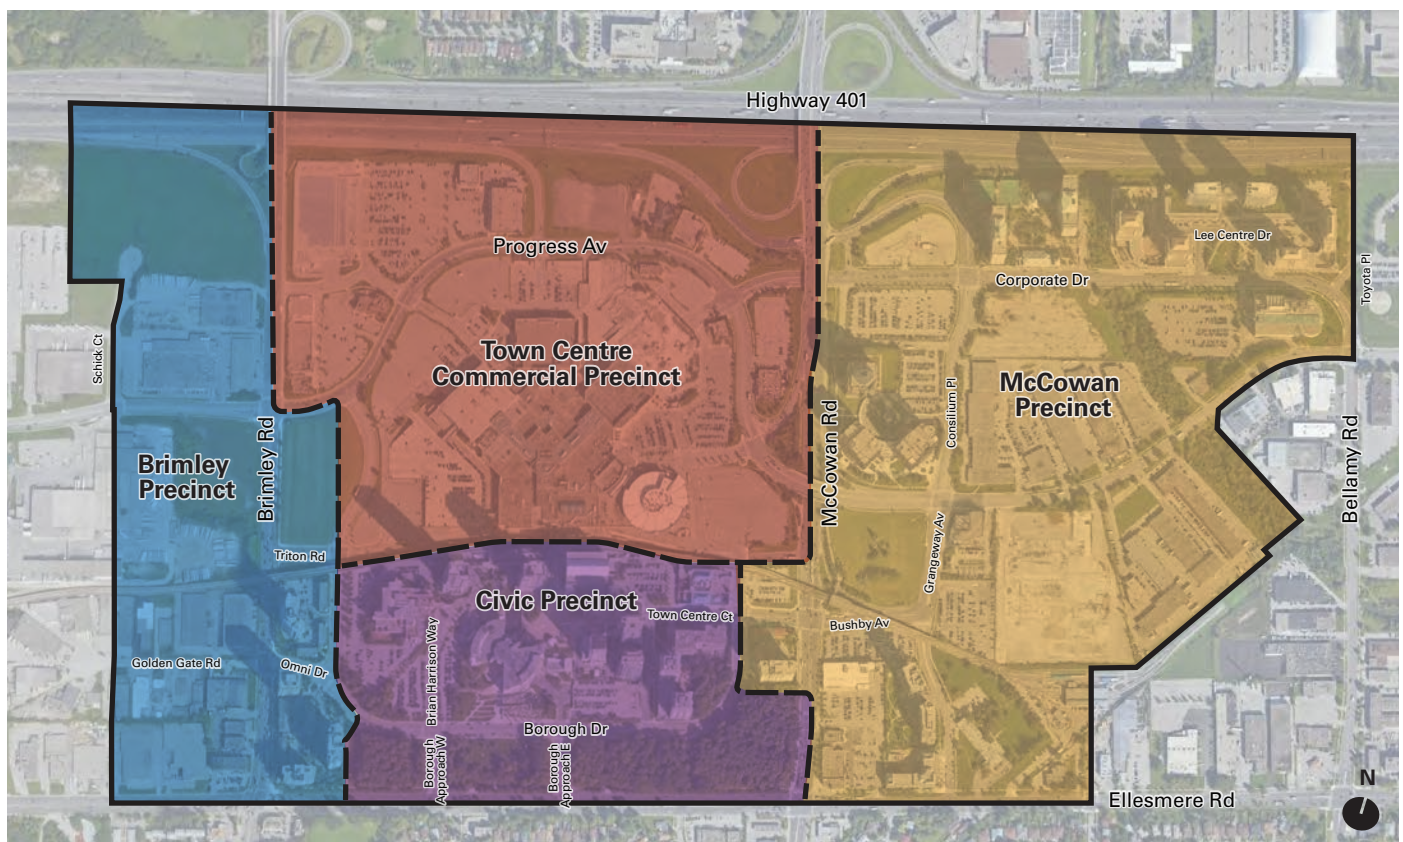 Highway 401
Progress Av
Lee Centre Dr
Corporate Dr
Toyota Pl
Schick Ct
Town Centre
Commercial Precinct
McCowan
Precinct
Consilium Pl
McCowan Rd
Brimley Rd
Bellamy Rd
Brimley
Precinct
Triton Rd
Grangeway Av
Civic Precinct
Town Centre Ct
Bushby Av
Brian Harrison Way
Golden Gate Rd
Omni Dr
Borough Dr
Borough
Approach W
Borough
Approach E
Ellesmere Rd
N